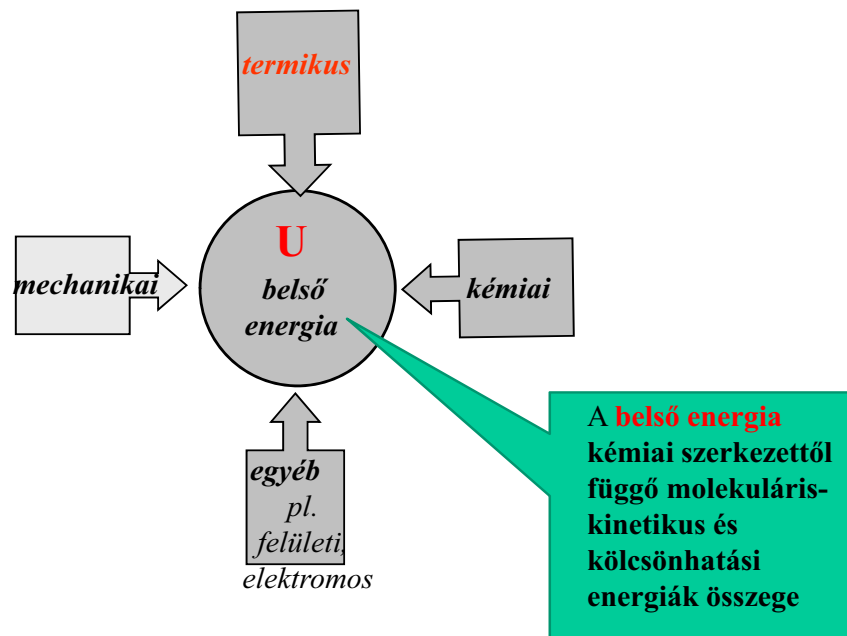 termikus
U
belső
energia
mechanikai
kémiai
egyéb
pl.
felületi,
elektromos
A belső energia
kémiai szerkezettől
függő molekuláris-
kinetikus és
kölcsönhatási
energiák összege